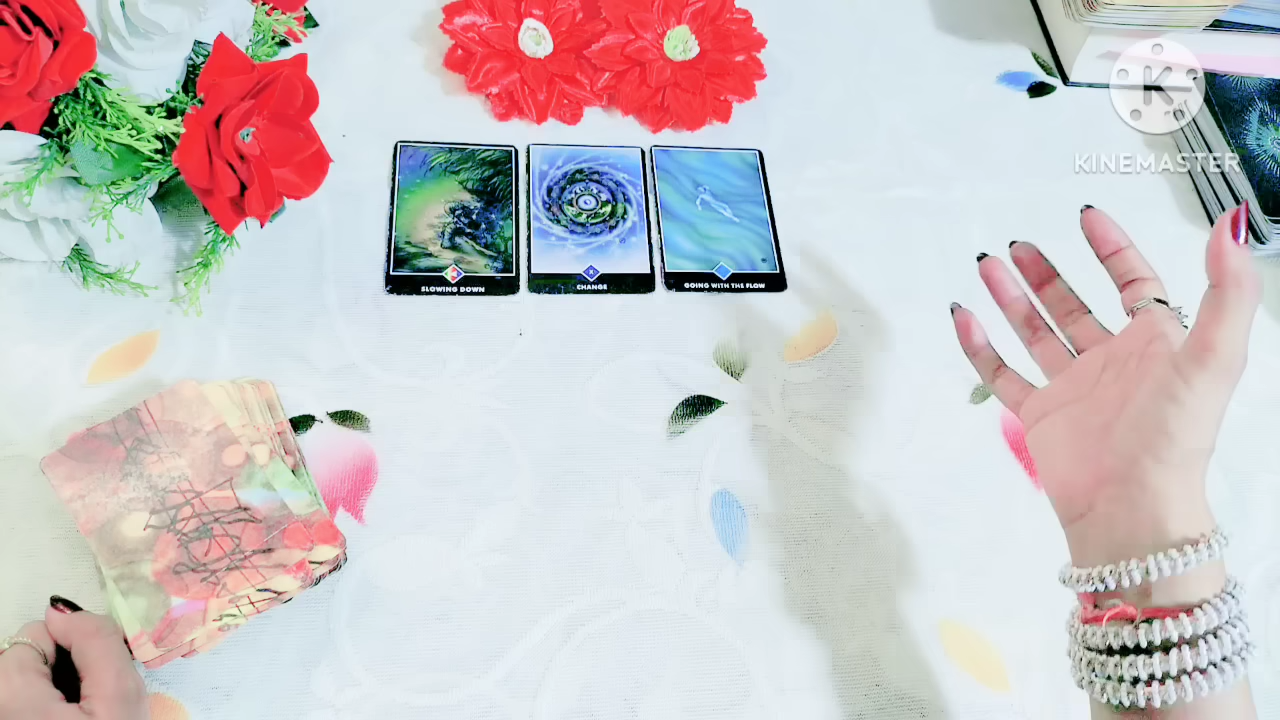 K
KINEMASTER
SLOWING DOWN
CHANGE
GOING WITH THE FLOW
X